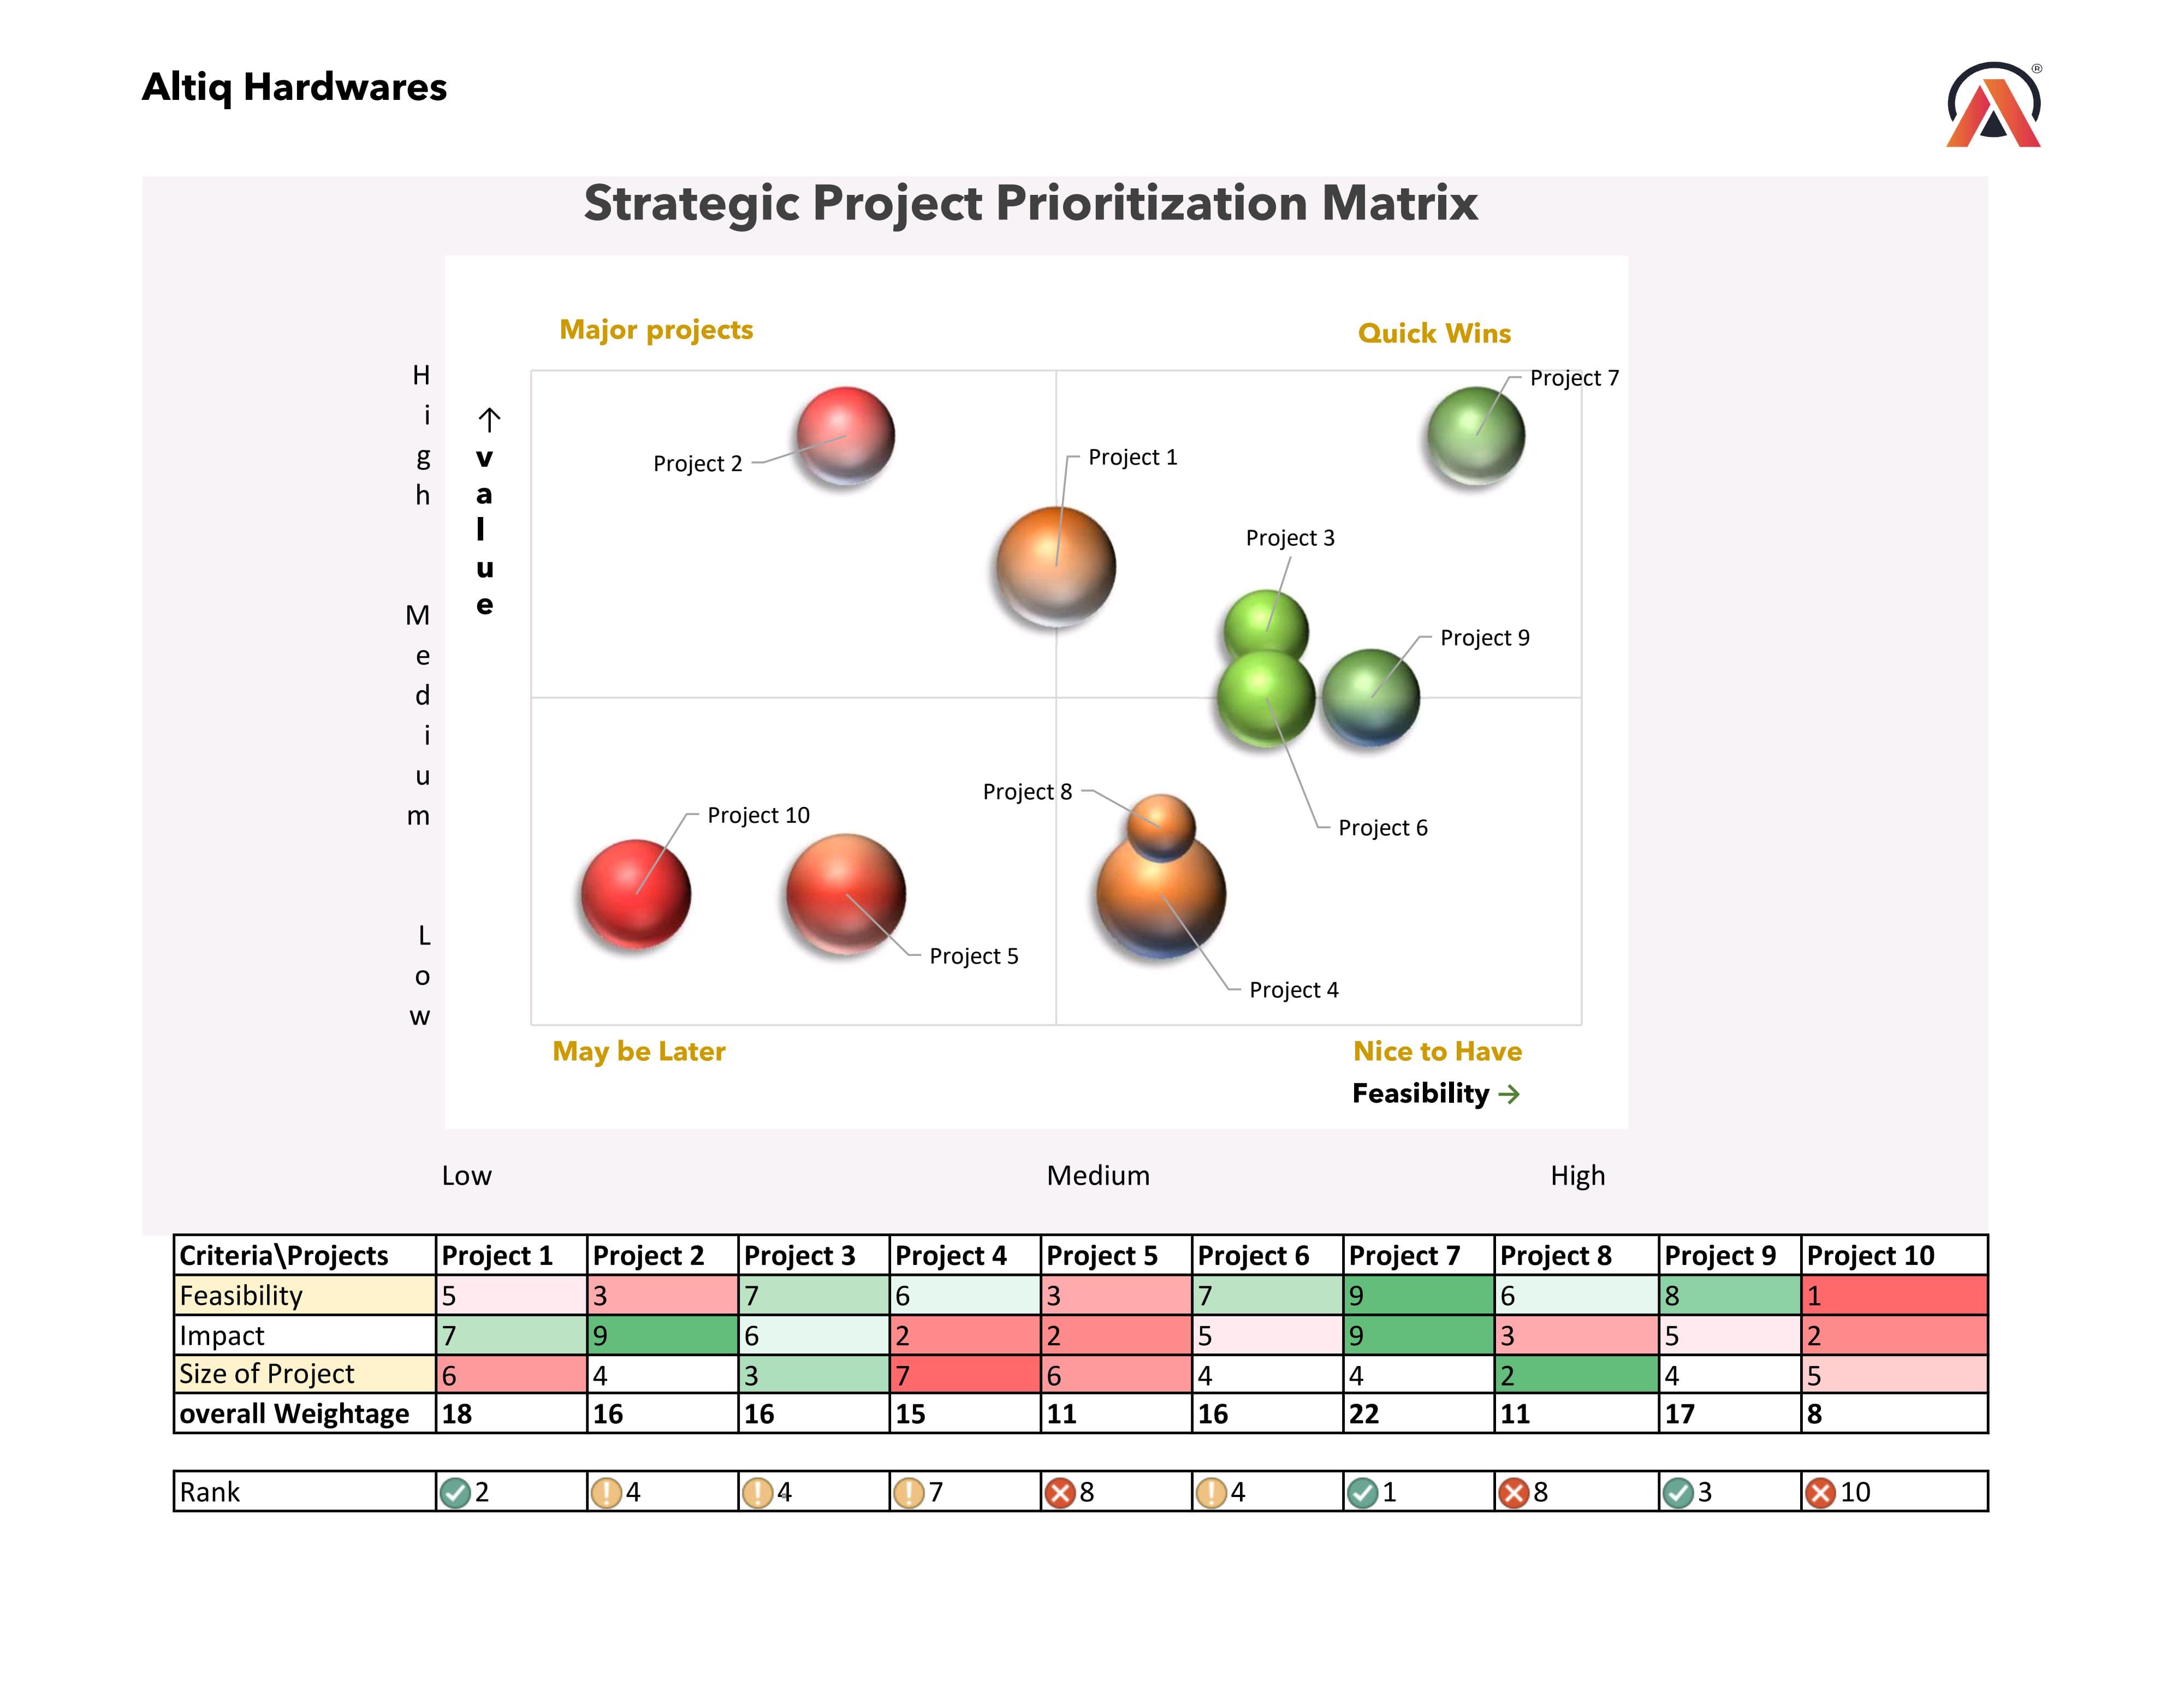 Altiq Hardwares
®
Strategic Project Prioritization Matrix
Major projects
Quick Wins
High
Medium
Low
↑ value
Project 7
Project 2
Project 1
Project 3
Project 9
Project 8
Project 10
Project 6
Project 5
Project 4
May be Later
Nice to Have
Feasibility →
Low Medium High
Criteria\Projects Project 1 Project 2 Project 3 Project 4 Project 5 Project 6 Project 7 Project 8 Project 9 Project 10
Feasibility 5 3 7 6 3 7 9 6 8 1
Impact 7 9 6 2 2 5 9 3 5 2
Size of Project 6 4 3 7 6 4 4 2 4 5
overall Weightage 18 16 16 15 11 16 22 11 17 8
Rank 2 4 4 7 8 4 1 8 3 10